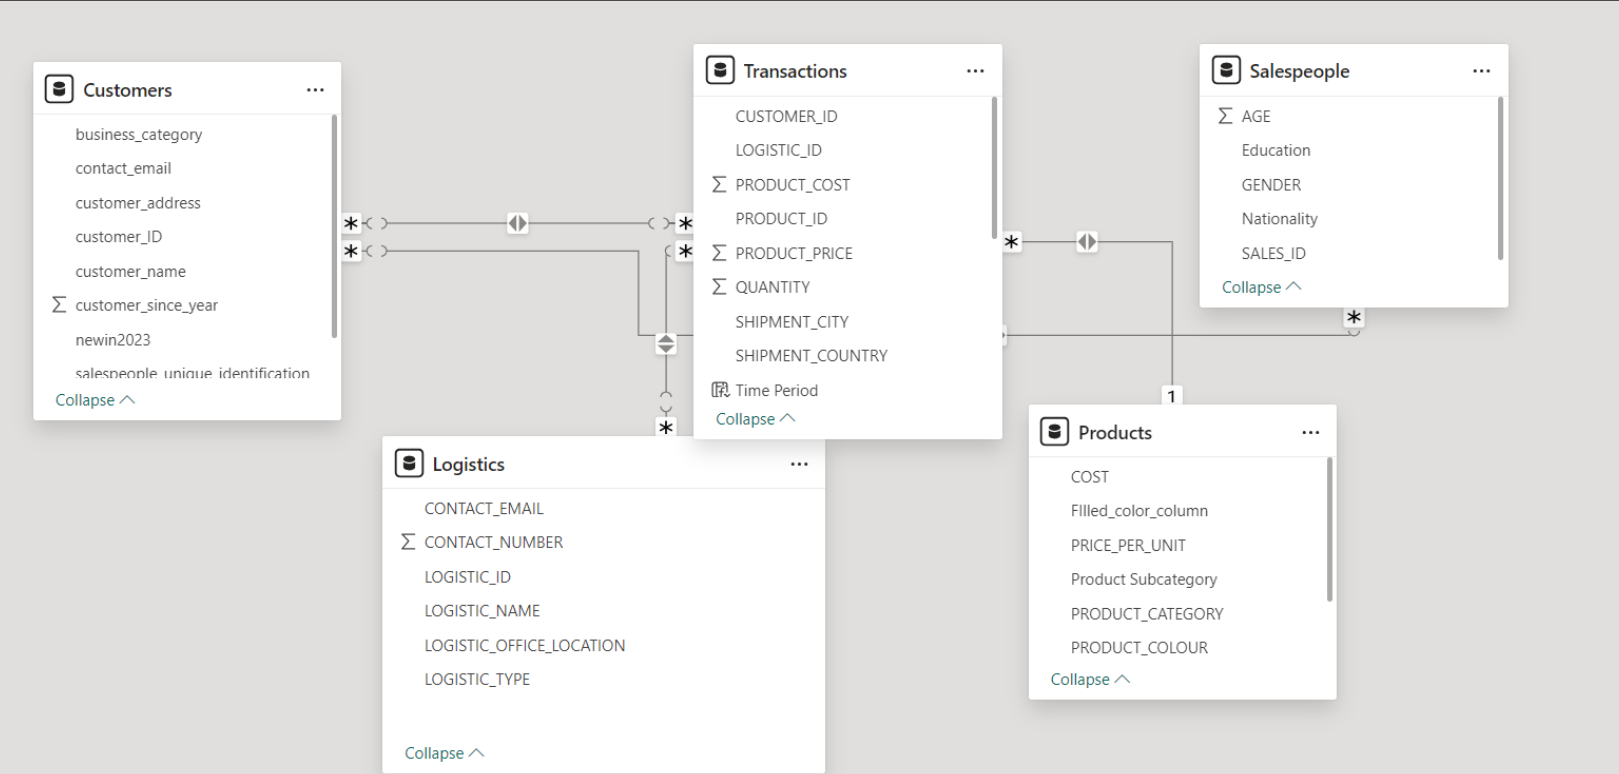 Customers
business_category
contact_email
customer_address
customer_ID
customer_name
customer_since_year
newin2023
salespeople_unique_identification
Collapse
Transactions
CUSTOMER_ID
LOGISTIC_ID
PRODUCT_COST
PRODUCT_ID
PRODUCT_PRICE
QUANTITY
SHIPMENT_CITY
SHIPMENT_COUNTRY
Time Period
Collapse
Salespeople
AGE
Education
GENDER
Nationality
SALES_ID
Collapse
1
Logistics
CONTACT_EMAIL
CONTACT_NUMBER
LOGISTIC_ID
LOGISTIC_NAME
LOGISTIC_OFFICE_LOCATION
LOGISTIC_TYPE
Collapse
Products
COST
FIlled_color_column
PRICE_PER_UNIT
Product Subcategory
PRODUCT_CATEGORY
PRODUCT_COLOUR
Collapse